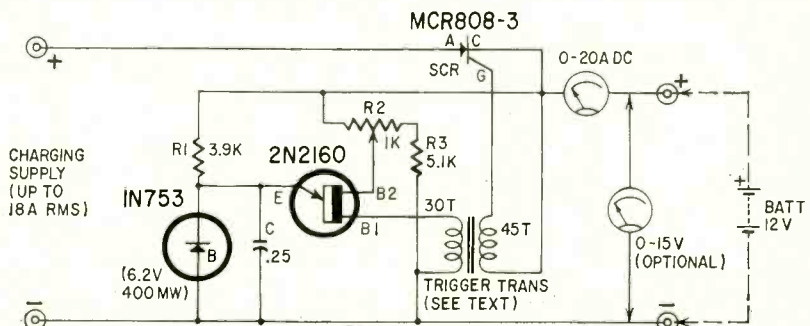 MCR808-3
A C
SCR
G
0-20A DC
+
+
R2
1K
R1 3.9K
2N2160
R3
5.1K
CHARGING
SUPPLY
(UP TO
18A RMS)
1N753
E
B2
B1
30T
45T
C
.25
B
(6.2V
400MW)
TRIGGER TRANS
(SEE TEXT)
0-15V
(OPTIONAL)
+
BATT
12V
−
−